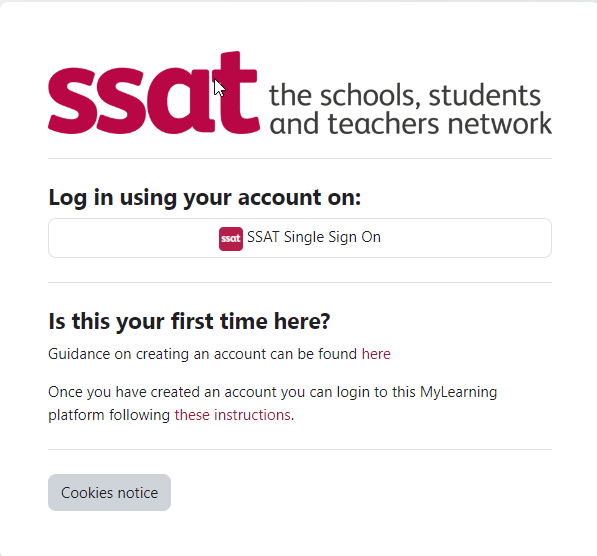 ssat the schools, students
and teachers network
Log in using your account on:
ssat SSAT Single Sign On
Is this your first time here?
Guidance on creating an account can be found here
Once you have created an account you can login to this MyLearning
platform following these instructions.
Cookies notice